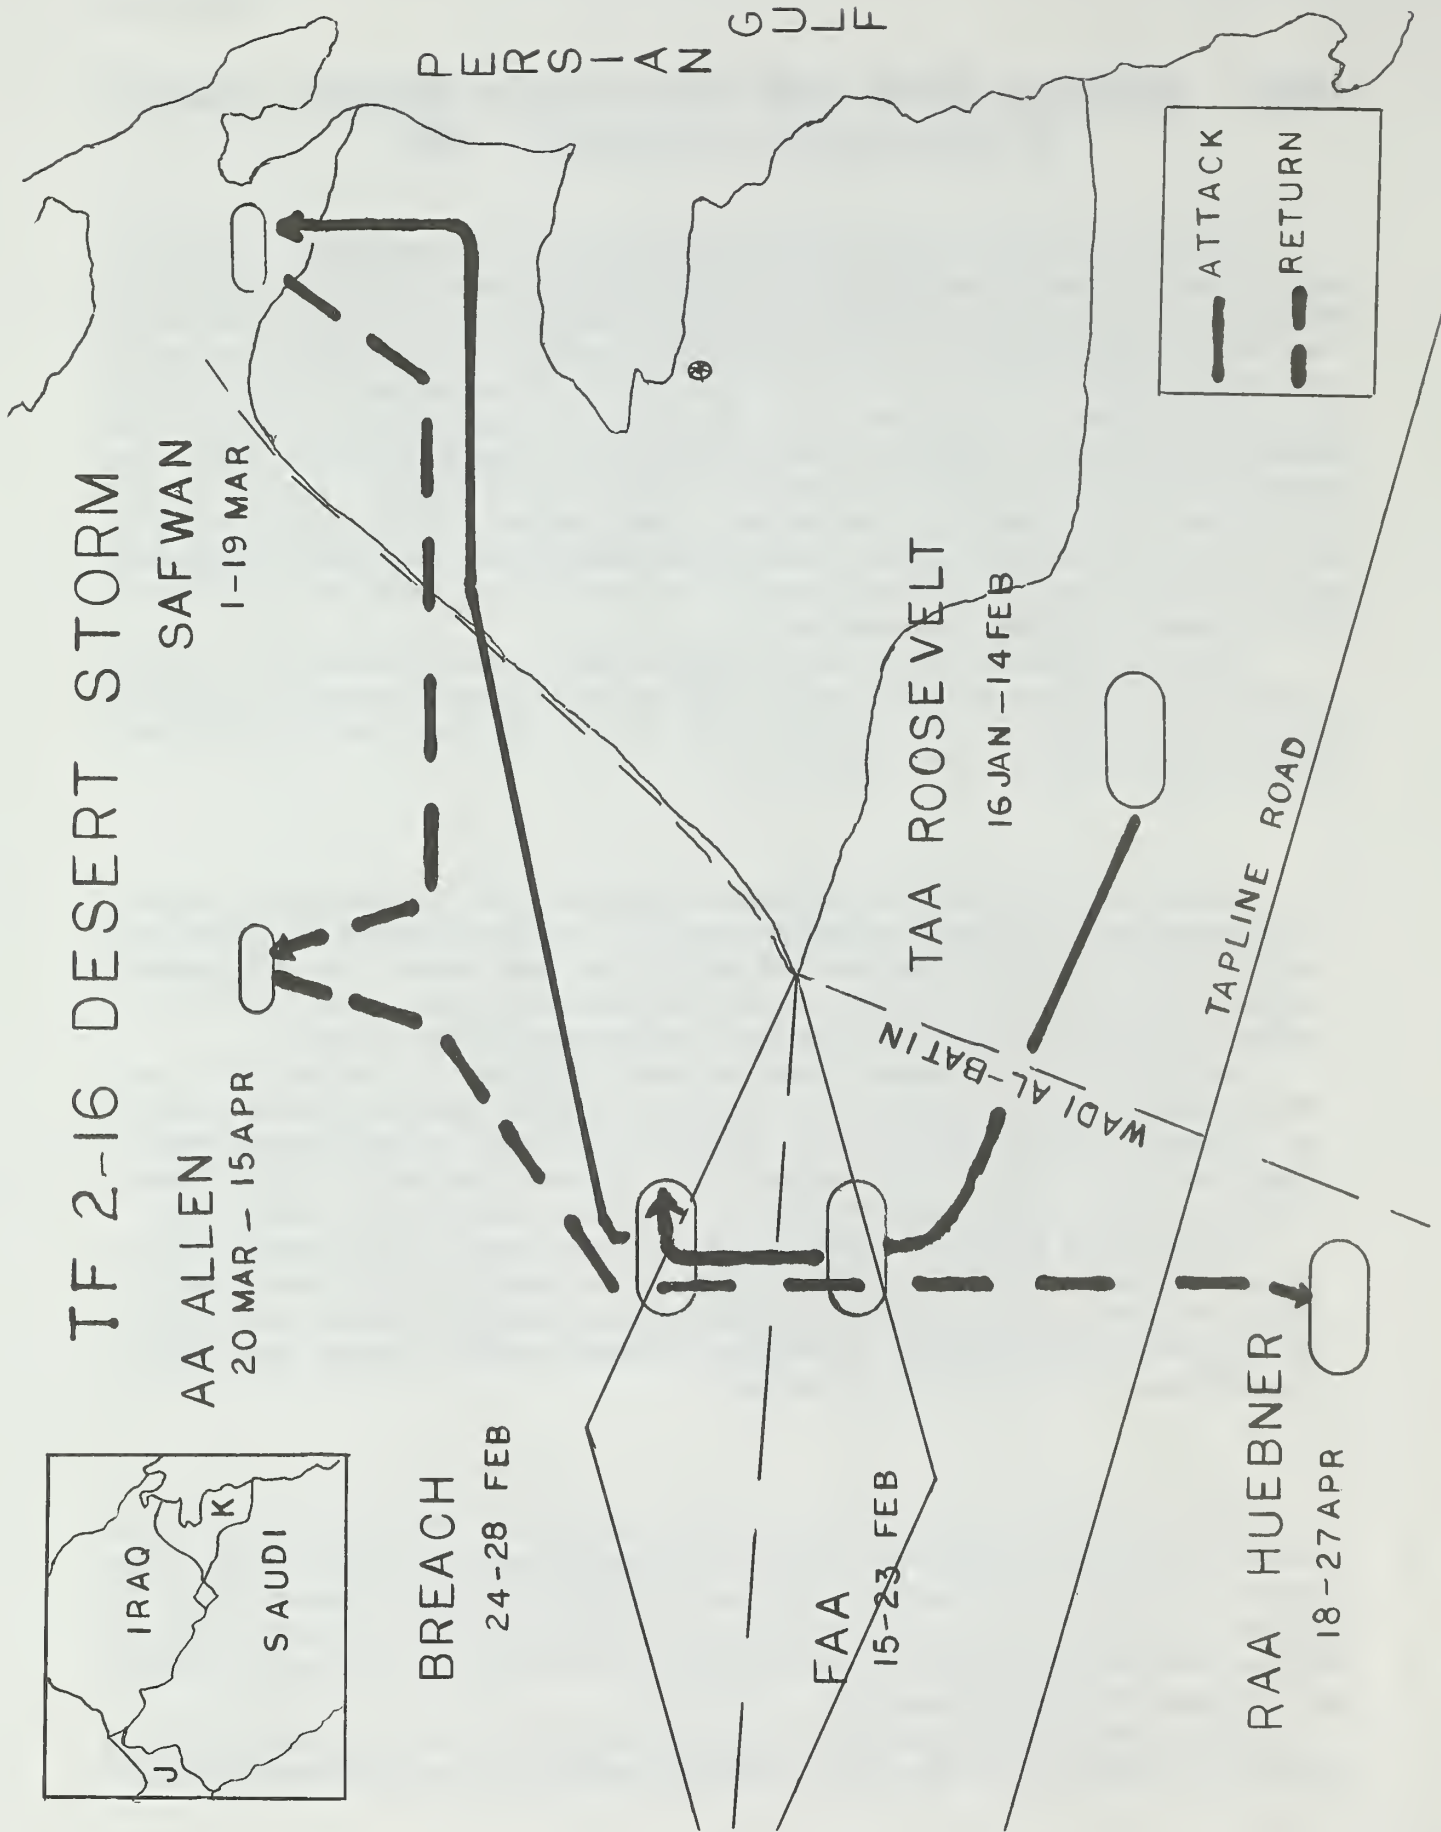 TF 2-16 DESERT STORM
IRAQ
K
SAUDI
J
AA ALLEN
20 MAR - 15 APR
SAFWAN
1-19 MAR
PERSIAN
GULF
BREACH
24-28 FEB
TAA ROOSEVELT
16 JAN - 14 FEB
WADI AL-BATIN
FAA
15-23 FEB
TAPLINE ROAD
RAA HUEBNER
18-27 APR
ATTACK
RETURN